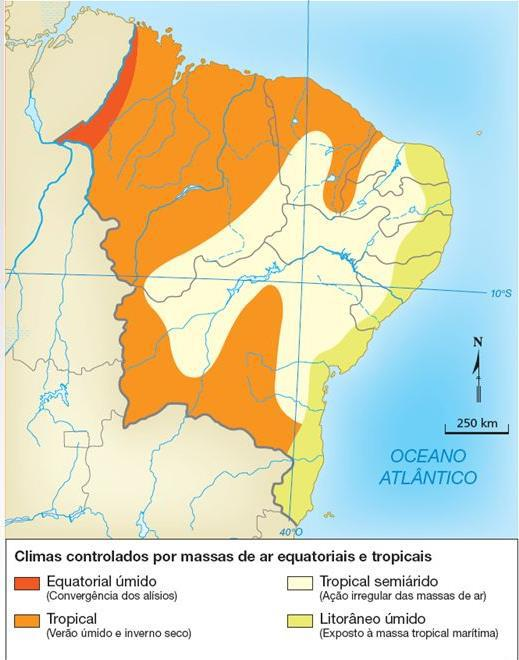 10°S
N
250 km
OCEANO
ATLÂNTICO
40°O
Climas controlados por massas de ar equatoriais e tropicais
Equatorial úmido
(Convergência dos alísios)
Tropical
(Verão úmido e inverno seco)
Tropical semiárido
(Ação irregular das massas de ar)
Litorâneo úmido
(Exposto à massa tropical marítima)